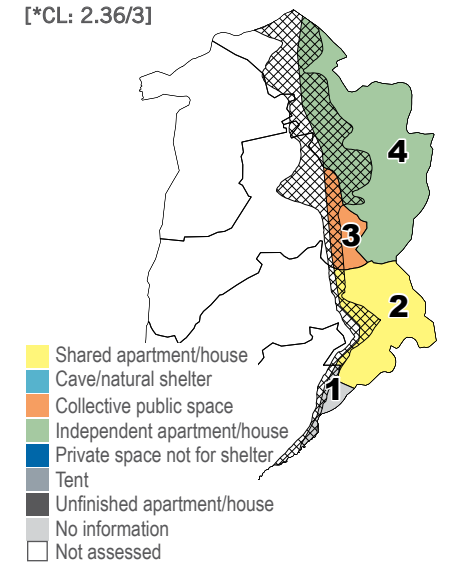 [*CL: 2.36/3]
4
3
2
1
Shared apartment/house
Cave/natural shelter
Collective public space
Independent apartment/house
Private space not for shelter
Tent
Unfinished apartment/house
No information
Not assessed